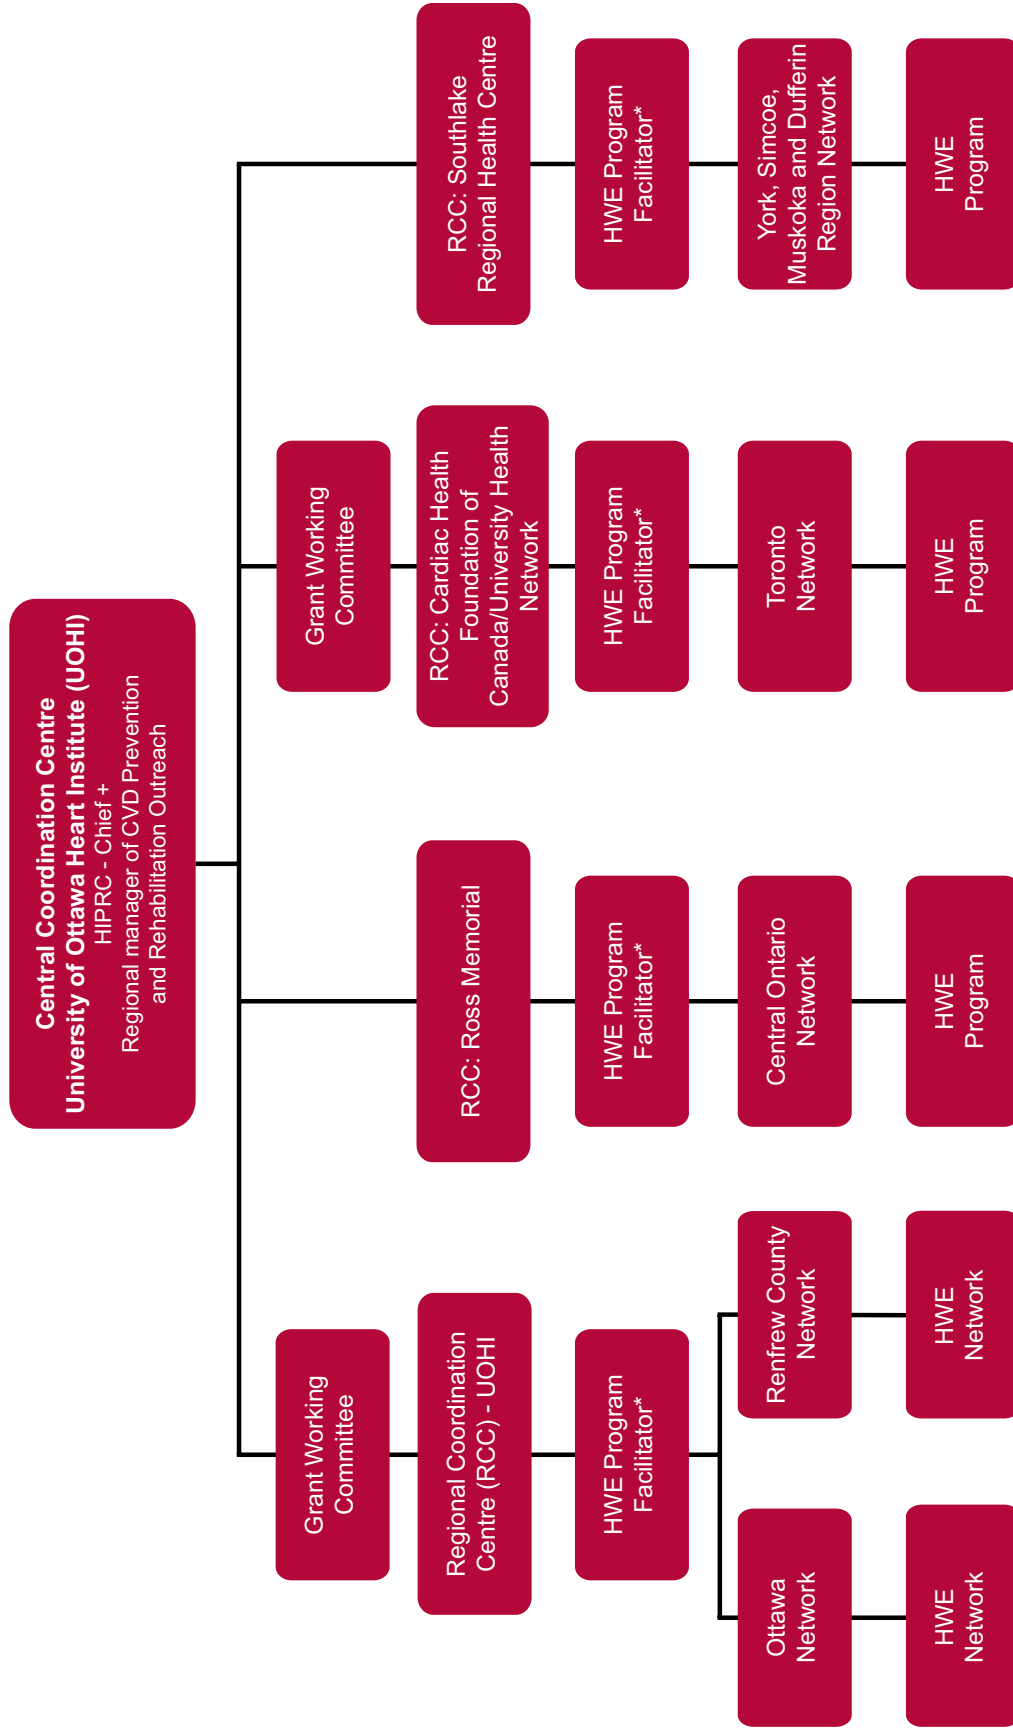 Central Coordination Centre
University of Ottawa Heart Institute (UOHI)
HIPRC - Chief +
Regional manager of CVD Prevention
and Rehabilitation Outreach
Grant Working
Committee
Grant Working
Committee
Regional Coordination
Centre (RCC) - UOHI
RCC: Ross Memorial
RCC: Cardiac Health
Foundation of
Canada/University Health
Network
RCC: Southlake
Regional Health Centre
HWE Program
Facilitator*
HWE Program
Facilitator*
HWE Program
Facilitator*
HWE Program
Facilitator*
Ottawa
Network
Renfrew County
Network
Central Ontario
Network
Toronto
Network
York, Simcoe,
Muskoka and Dufferin
Region Network
HWE
Network
HWE
Network
HWE
Program
HWE
Program
HWE
Program